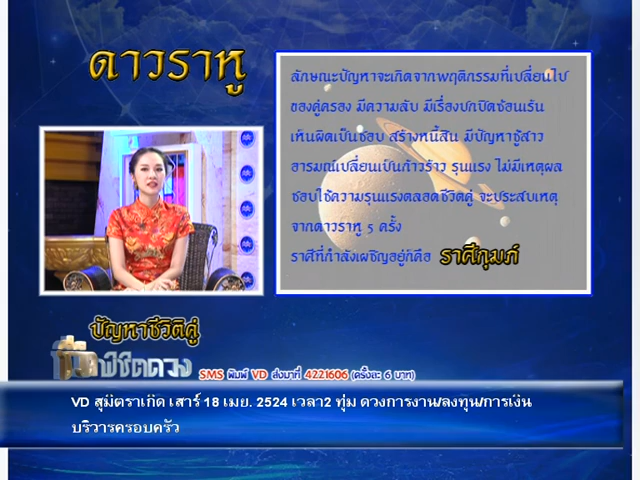 ดาวราหู
ลักษณะปัญหาจะเกิดจากพฤติกรรมที่เปลี่ยนไป
ของคู่ครอง มีความลับ มีเรื่องปกปิดซ่อนเร้น
เห็นผิดเป็นชอบ สร้างหนี้สิน มีปัญหาชู้สาว
อารมณ์เปลี่ยนเป็นก้าวร้าว รุนแรง ไม่มีเหตุผล
ชอบใช้ความรุนแรงตลอดชีวิตคู่ จะประสบเหตุ
จากดาวราหู 5 ครั้ง
ราศีที่กำลังเผชิญอยู่ก็คือ ราศีกุมภ์
ปัญหาชีวิติคู่
พิชิตดวง
SMS พิมพ์ VD ส่งมาที่ 4221606 (ครั้งละ 6 บาท)
VD สุมิตราเกิด เสาร์ 18 เมย. 2524 เวลา2 ทุ่ม ดวงการงาน/ลงทุน/การเงิน
บริวารครอบครัว